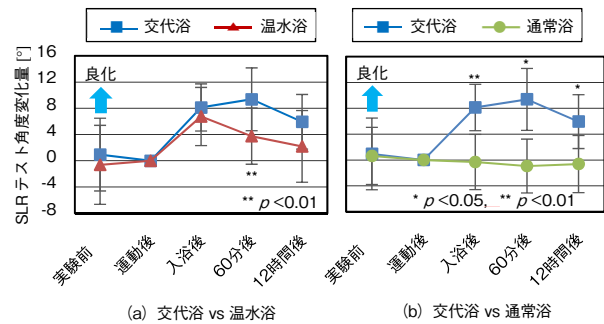 交代浴 温水浴
交代浴 通常浴
SLRテスト角度変化量 [°]
16
12
8
4
0
-4
-8
良化
**
** p <0.01
良化
**
*
*
* p <0.05, ** p <0.01
実験前 運動後 入浴後 60分後 12時間後
実験前 運動後 入浴後 60分後 12時間後
(a) 交代浴 vs 温水浴
(b) 交代浴 vs 通常浴